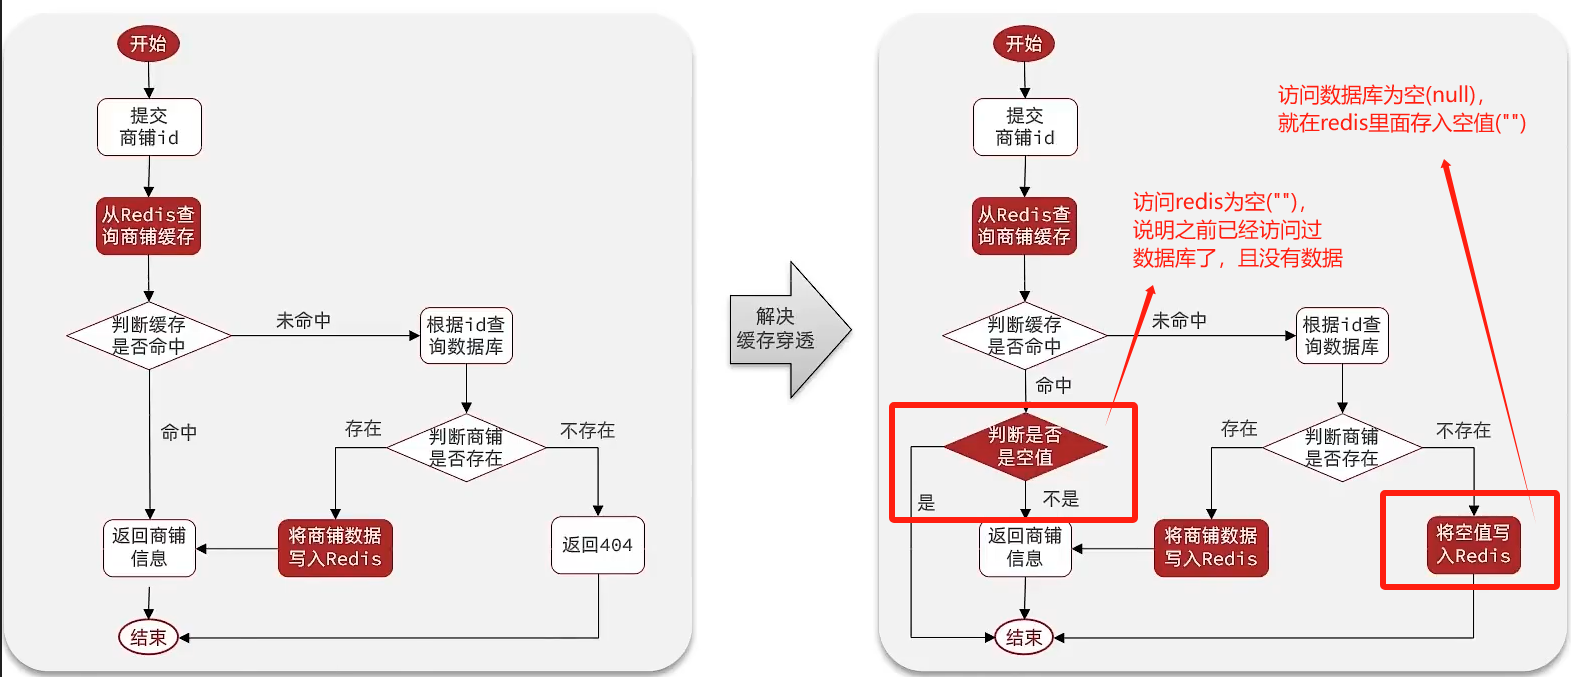 开始
提交
商铺id
从Redis查
询商铺缓存
判断缓存
是否命中
未命中
根据id查
询数据库
命中
存在
判断商铺
是否存在
不存在
返回商铺
信息
将商铺数据
写入Redis
返回404
结束
解决
缓存穿透
开始
提交
商铺id
从Redis查
询商铺缓存
判断缓存
是否命中
未命中
根据id查
询数据库
命中
判断是否
是空值
是
不是
存在
判断商铺
是否存在
不存在
返回商铺
信息
将商铺数据
写入Redis
将空值写
入Redis
结束
访问redis为空(""),
说明之前已经访问过
数据库了，且没有数据
访问数据库为空(null),
就在redis里面存入空值("")